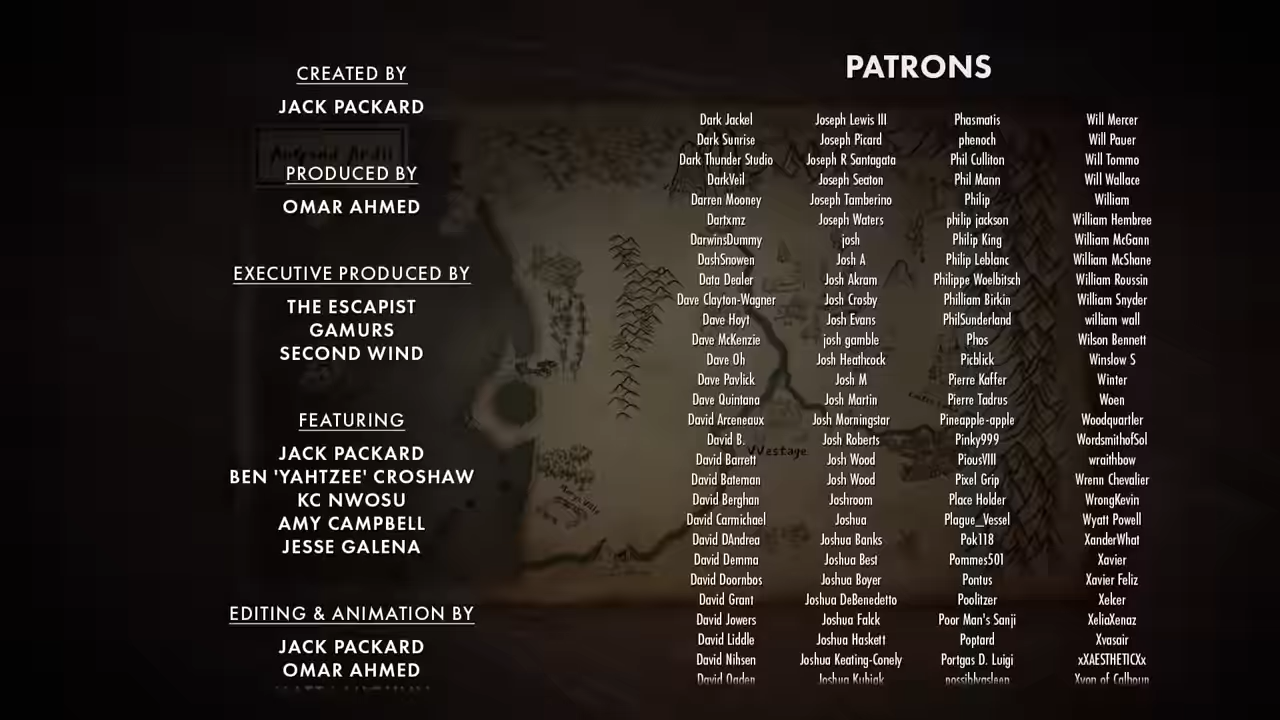 CREATED BY
JACK PACKARD
PRODUCED BY
OMAR AHMED
EXECUTIVE PRODUCED BY
THE ESCAPIST
GAMURS
SECOND WIND
FEATURING
JACK PACKARD
BEN 'YAHTZEE' CROSHAW
KC NWOSU
AMY CAMPBELL
JESSE GALENA
EDITING & ANIMATION BY
JACK PACKARD
OMAR AHMED
PATRONS
Dark Jackel
Dark Sunrise
Dark Thunder Studio
DarkVeil
Darren Mooney
Dartxmz
DarwinsDummy
DashSnowen
Data Dealer
Dave Clayton-Wagner
Dave Hoyt
Dave McKenzie
Dave Oh
Dave Pavlick
Dave Quintana
David Arceneaux
David B.
David Barrett
David Bateman
David Berghan
David Carmichael
David DAndrea
David Demma
David Doornbos
David Grant
David Jowers
David Liddle
David Nihsen
David Ogden
Joseph Lewis III
Joseph Picard
Joseph R Santagata
Joseph Seaton
Joseph Tamberino
Joseph Waters
josh
Josh A
Josh Akram
Josh Crosby
Josh Evans
josh gamble
Josh Heathcock
Josh M
Josh Martin
Josh Morningstar
Josh Roberts
Josh Wood
Josh Wood
Joshroom
Joshua
Joshua Banks
Joshua Best
Joshua Boyer
Joshua DeBenedetto
Joshua Falck
Joshua Haskett
Joshua Keating-Conely
Joshua Kubiak
Phasmatis
phenoch
Phil Culliton
Phil Mann
Philip
philip jackson
Philip King
Philip Leblanc
Philippe Woelbitsch
Philliam Birkin
PhilSunderland
Phos
Picblick
Pierre Kaffer
Pierre Tadrus
Pineapple-apple
Pinky999
PiousVIII
Pixel Grip
Place Holder
Plague_Vessel
Pok118
Pommes501
Pontus
Poolitzer
Poor Man's Sanji
Poptard
Portgas D. Luigi
possiblyasleen
Will Mercer
Will Pauer
Will Tommo
Will Wallace
William
William Hembree
William McGann
William McShane
William Roussin
William Snyder
william wall
Wilson Bennett
Winslow S
Winter
Woen
Woodquartler
WordsmithofSol
wraithbow
Wrenn Chevalier
WrongKevin
Wyatt Powell
XanderWhat
Xavier
Xavier Feliz
Xeker
XeliaXenaz
Xvasair
xXAESTHETICXx
Xvon of Calhoun
VVestage